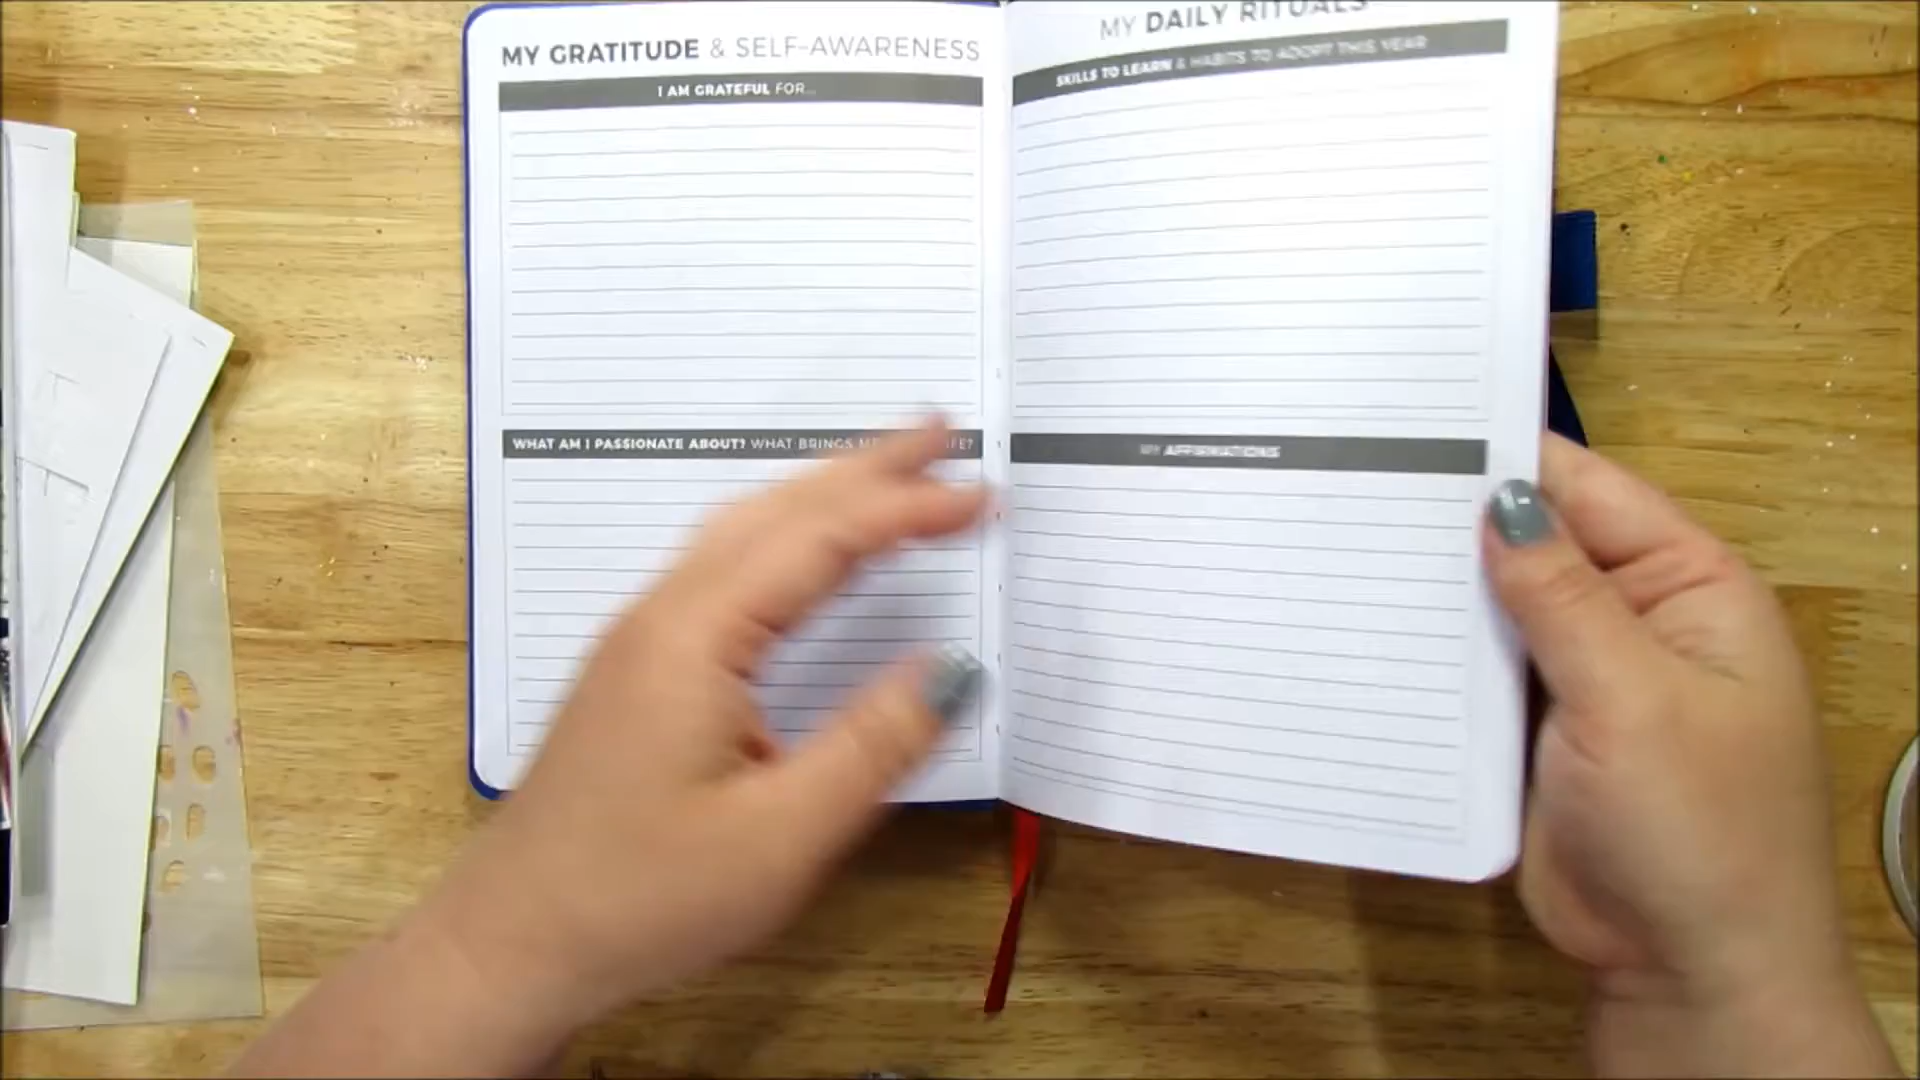 MY GRATITUDE & SELF-AWARENESS
I AM GRATEFUL FOR...
WHAT AM I PASSIONATE ABOUT? WHAT BRINGS
MY DAILY RITUALS
SKILLS TO LEARN & HABITS TO ADOPT THIS YEAR
MY AFFIRMATIONS